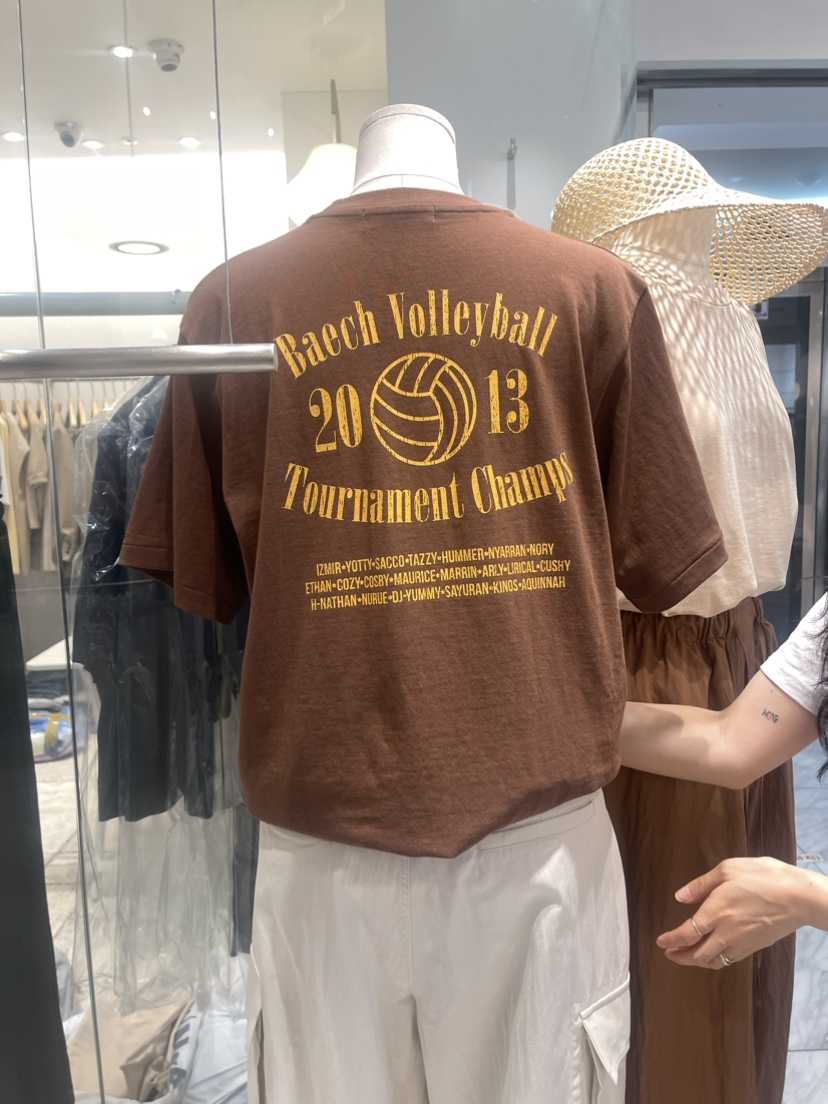 Baech Volleyball
20 13
Tournament Champs
IZMIR•YOTTY•SACCO•TAZZY•HUMMER•NYARRAN•NORY
ETHAN•COZY•COSBY•MAURICE•MARRIN•ARLY•LIRICAL•CUSHY
H-NATHAN•NURUE•DJ-YUMMY•SAYURAN•KINOS•AQUINNAH